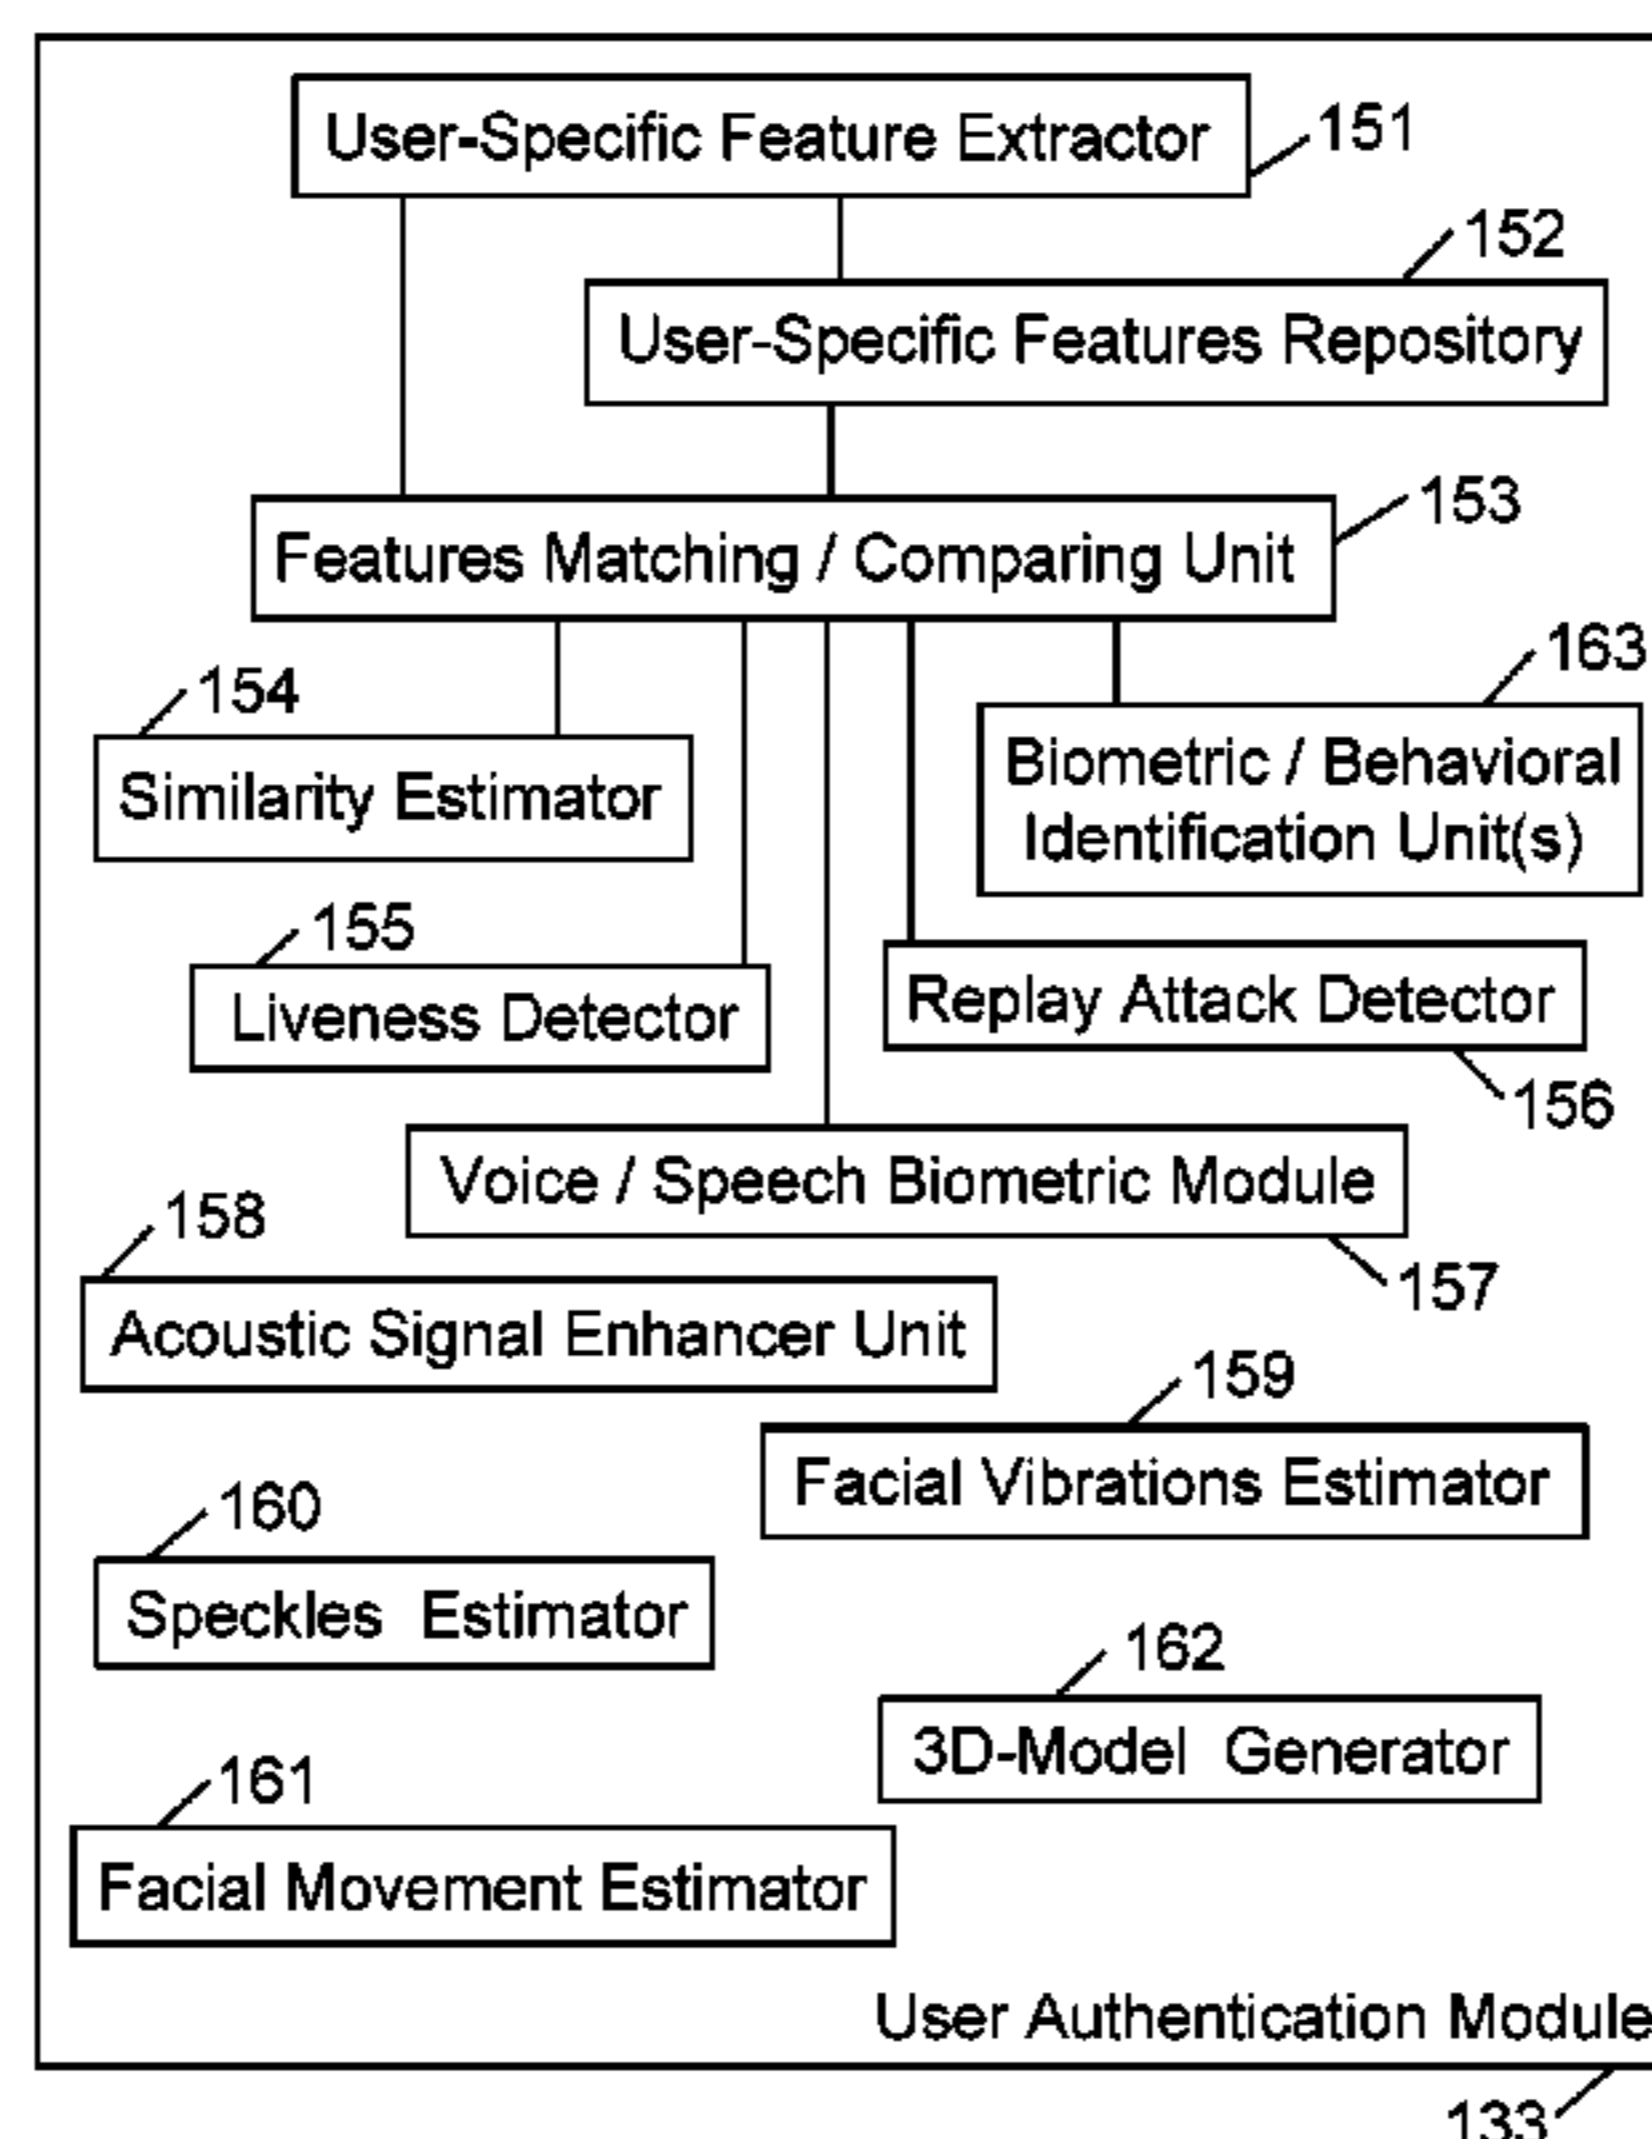 User-Specific Feature Extractor
151
152
User-Specific Features Repository
153
Features Matching / Comparing Unit
163
154
Biometric / Behavioral
Identification Unit(s)
Similarity Estimator
155
Liveness Detector
Replay Attack Detector
156
Voice / Speech Biometric Module
158
157
Acoustic Signal Enhancer Unit
159
Facial Vibrations Estimator
160
Speckles Estimator
162
3D-Model Generator
161
Facial Movement Estimator
User Authentication Module
133